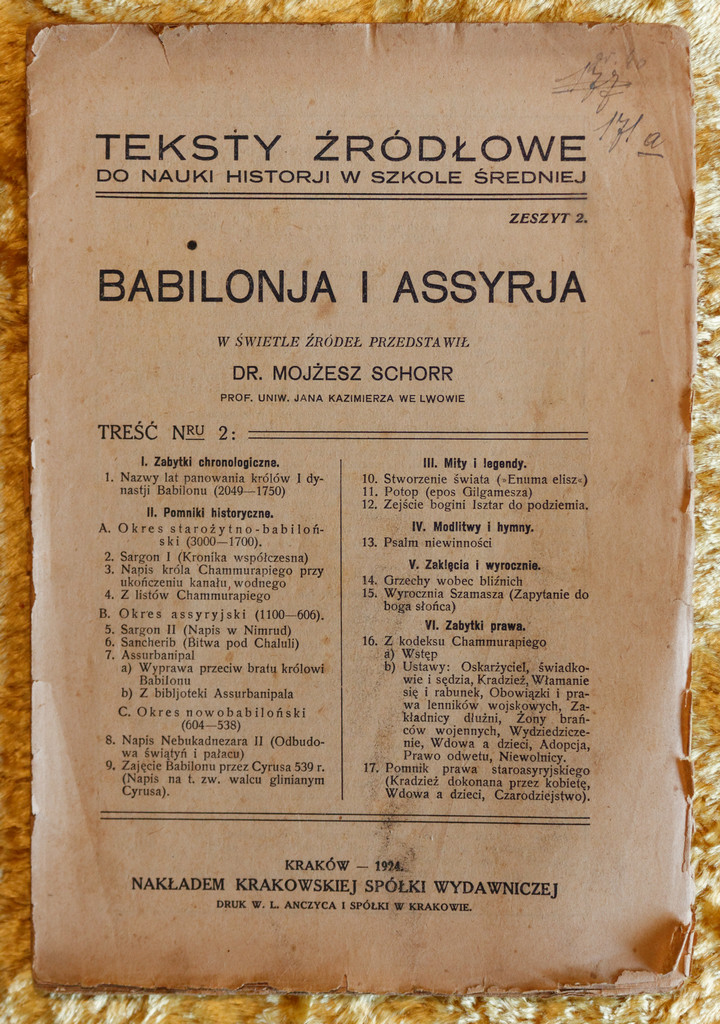 177
171 a
TEKSTY ŹRÓDŁOWE
DO NAUKI HISTORJI W SZKOLE ŚREDNIEJ
ZESZYT 2.
BABILONJA I ASSYRJA
W ŚWIETLE ŹRÓDEŁ PRZEDSTAWIŁ
DR. MOJŻESZ SCHORR
PROF. UNIW. JANA KAZIMIERZA WE LWOWIE
TREŚĆ NRU 2:
I. Zabytki chronologiczne.
1. Nazwy lat panowania królów I dy-
nastji Babilonu (2049—1750)
II. Pomniki historyczne.
A. Okres starożytno-babiloń-
ski (3000—1700).
2. Sargon I (Kronika współczesna)
3. Napis króla Chammurapiego przy
ukończeniu kanału wodnego
4. Z listów Chammurapiego
B. Okres assyryjski (1100—606).
5. Sargon II (Napis w Nimrud)
6. Sancherib (Bitwa pod Chaluli)
7. Assurbanipal
a) Wyprawa przeciw bratu królowi
Babilonu
b) Z bibljoteki Assurbanipala
C. Okres nowobabiloński
(604—538)
8. Napis Nebukadnezara II (Odbudo-
wa świątyń i pałacu)
9. Zajęcie Babilonu przez Cyrusa 539 r.
(Napis na t. zw. walcu glinianym
Cyrusa).
III. Mity i legendy.
10. Stworzenie świata (»Enuma elisz«)
11. Potop (epos Gilgamesza)
12. Zejście bogini Isztar do podziemia.
IV. Modlitwy i hymny.
13. Psalm niewinności
V. Zaklęcia i wyrocznie.
14. Grzechy wobec bliźnich
15. Wyrocznia Szamasza (Zapytanie do
boga słońca)
VI. Zabytki prawa.
16. Z kodeksu Chammurapiego
a) Wstęp
b) Ustawy: Oskarżyciel, świadko-
wie i sędzia, Kradzież, Włamanie
się i rabunek, Obowiązki i pra-
wa lenników wojskowych, Za-
kładnicy dłużni, Żony brań-
ców wojennych, Wydziedzicze-
nie, Wdowa a dzieci, Adopcja,
Prawo odwetu, Niewolnicy.
17. Pomnik prawa staroasyryjskiego
(Kradzież dokonana przez kobietę,
Wdowa a dzieci, Czarodziejstwo).
KRAKÓW — 1924.
NAKŁADEM KRAKOWSKIEJ SPÓŁKI WYDAWNICZEJ
DRUK W. L. ANCZYCA I SPÓŁKI W KRAKOWIE.